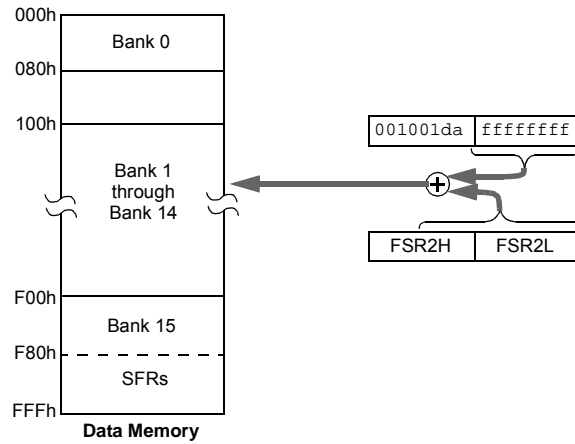 000h
Bank 0
080h
100h
Bank 1
through
Bank 14
F00h
Bank 15
F80h
SFRs
FFFh
Data Memory
001001da ffffffff
FSR2H FSR2L